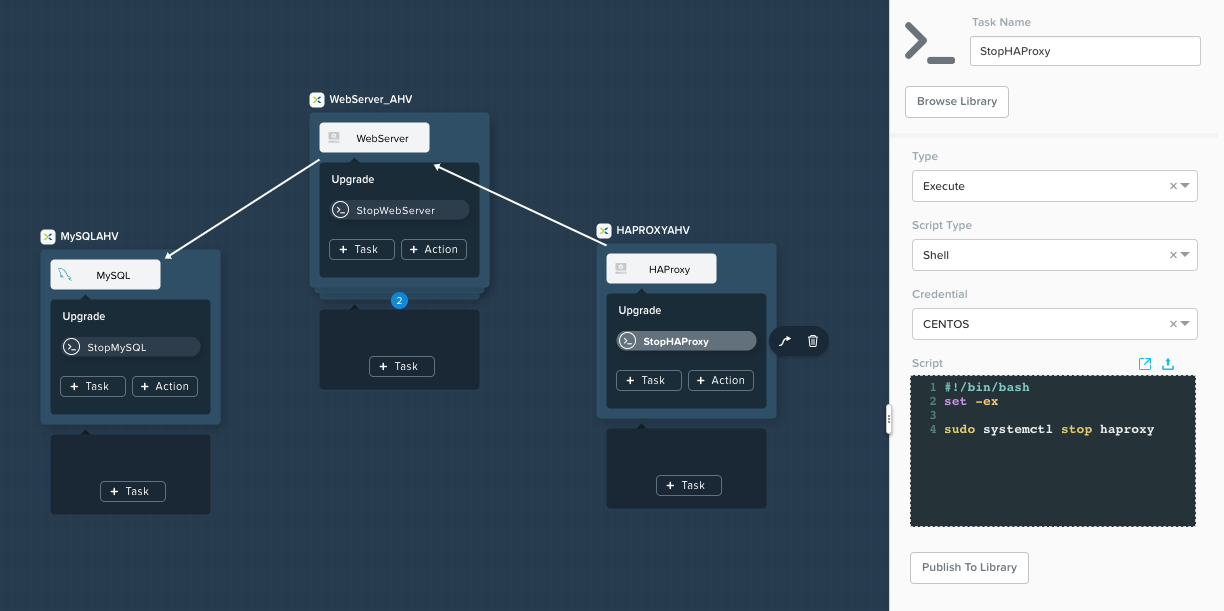 WebServer_AHV
WebServer
Upgrade
StopWebServer
+ Task
+ Action
2
+ Task
MySQLAHV
MySQL
Upgrade
StopMySQL
+ Task
+ Action
+ Task
HAPROXYAHV
HAProxy
Upgrade
StopHAProxy
+ Task
+ Action
+ Task
Task Name
StopHAProxy
Browse Library
Type
Execute
Script Type
Shell
Credential
CENTOS
Script
1 #!/bin/bash
2 set -ex
3
4 sudo systemctl stop haproxy
Publish To Library